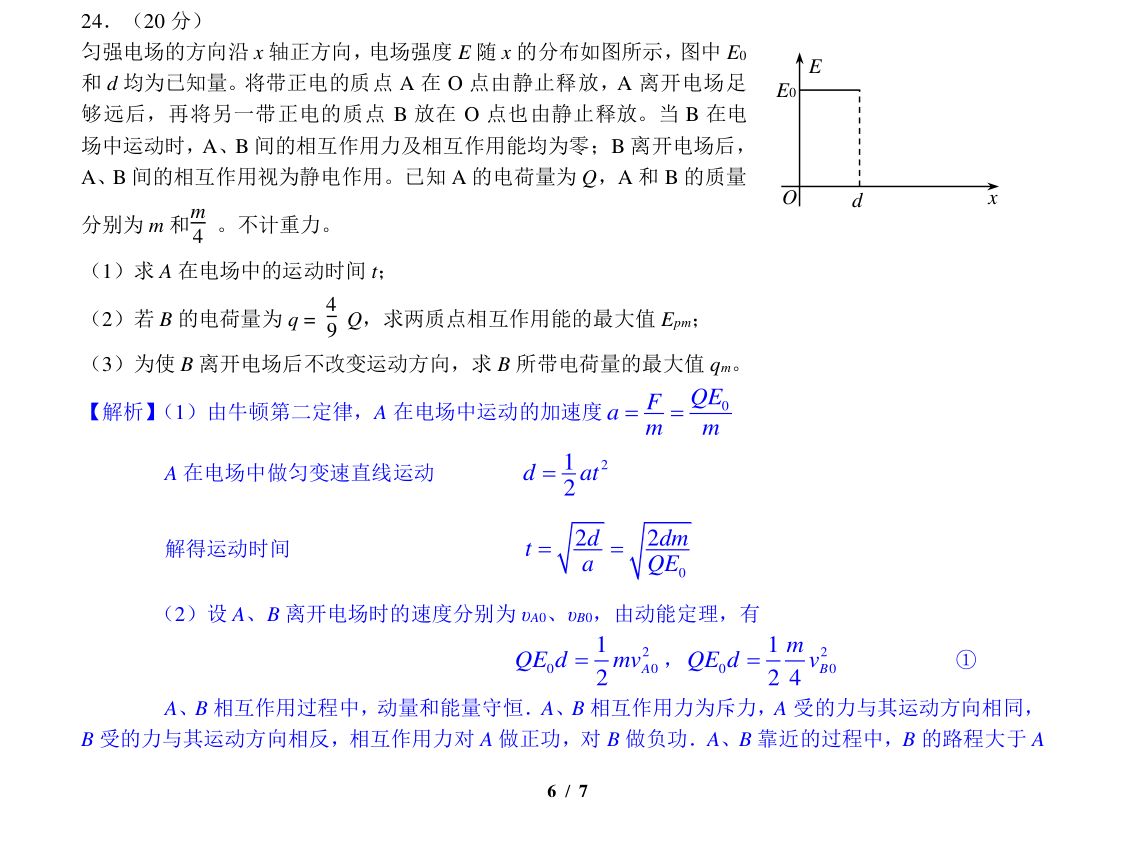 24．（20 分）
匀强电场的方向沿 x 轴正方向，电场强度 E 随 x 的分布如图所示，图中 E₀
和 d 均为已知量。将带正电的质点 A 在 O 点由静止释放，A 离开电场足
够远后，再将另一带正电的质点 B 放在 O 点也由静止释放。当 B 在电
场中运动时，A、B 间的相互作用力及相互作用能均为零；B 离开电场后，
A、B 间的相互作用视为静电作用。已知 A 的电荷量为 Q，A 和 B 的质量
分别为 m 和 m/4 。不计重力。
E
E₀
O
d
x
（1）求 A 在电场中的运动时间 t；
（2）若 B 的电荷量为 q = 4/9 Q，求两质点相互作用能的最大值 Epm；
（3）为使 B 离开电场后不改变运动方向，求 B 所带电荷量的最大值 qm。
【解析】（1）由牛顿第二定律，A 在电场中运动的加速度 a = F/m = QE₀/m
A 在电场中做匀变速直线运动 d = 1/2 at²
解得运动时间 t = √(2d/a) = √(2dm/QE₀)
（2）设 A、B 离开电场时的速度分别为 υA0、υB0，由动能定理，有
QE₀d = 1/2 mv²A0 ，QE₀d = 1/2 m/4 v²B0 ①
A、B 相互作用过程中，动量和能量守恒．A、B 相互作用力为斥力，A 受的力与其运动方向相同，
B 受的力与其运动方向相反，相互作用力对 A 做正功，对 B 做负功．A、B 靠近的过程中，B 的路程大于 A
6 / 7